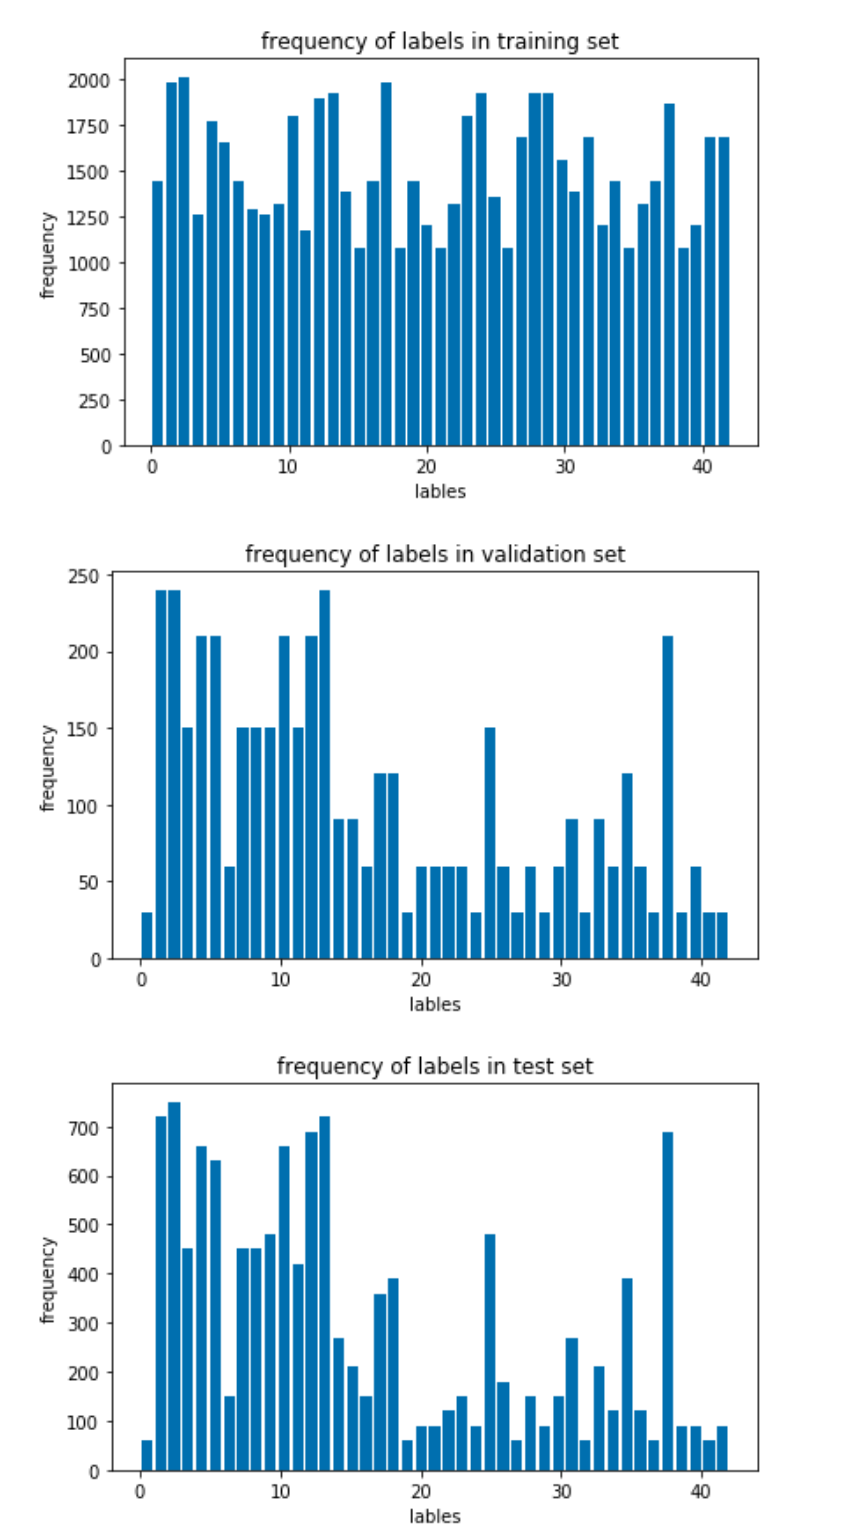 frequency of labels in training set
2000
1750
1500
1250
1000
750
500
250
0
frequency
0 10 20 30 40
lables
frequency of labels in validation set
250
200
150
100
50
0
frequency
0 10 20 30 40
lables
frequency of labels in test set
700
600
500
400
300
200
100
0
frequency
0 10 20 30 40
lables